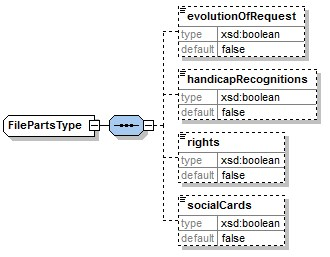 evolutionOfRequest
type xsd:boolean
default false
handicapRecognitions
type xsd:boolean
default false
FilePartsType
rights
type xsd:boolean
default false
socialCards
type xsd:boolean
default false